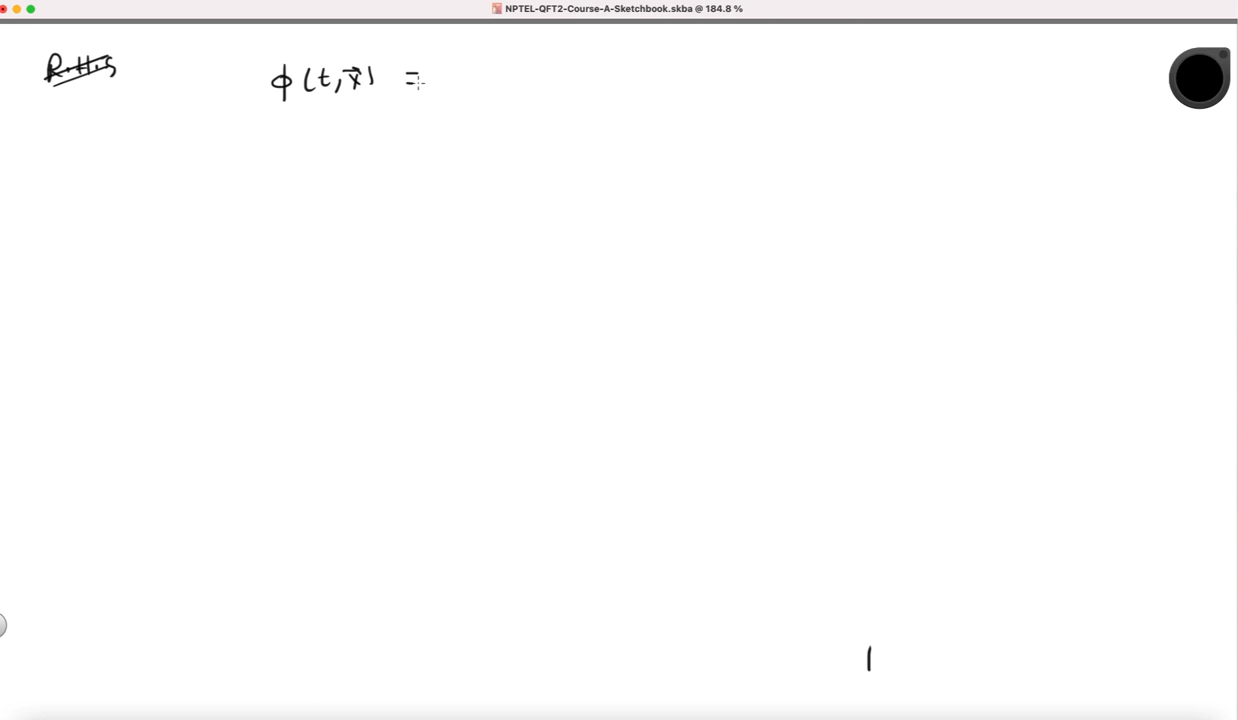 NPTEL-QFT2-Course-A-Sketchbook.skba @ 184.8 %
R.H.S
ϕ(t,x⃗) =